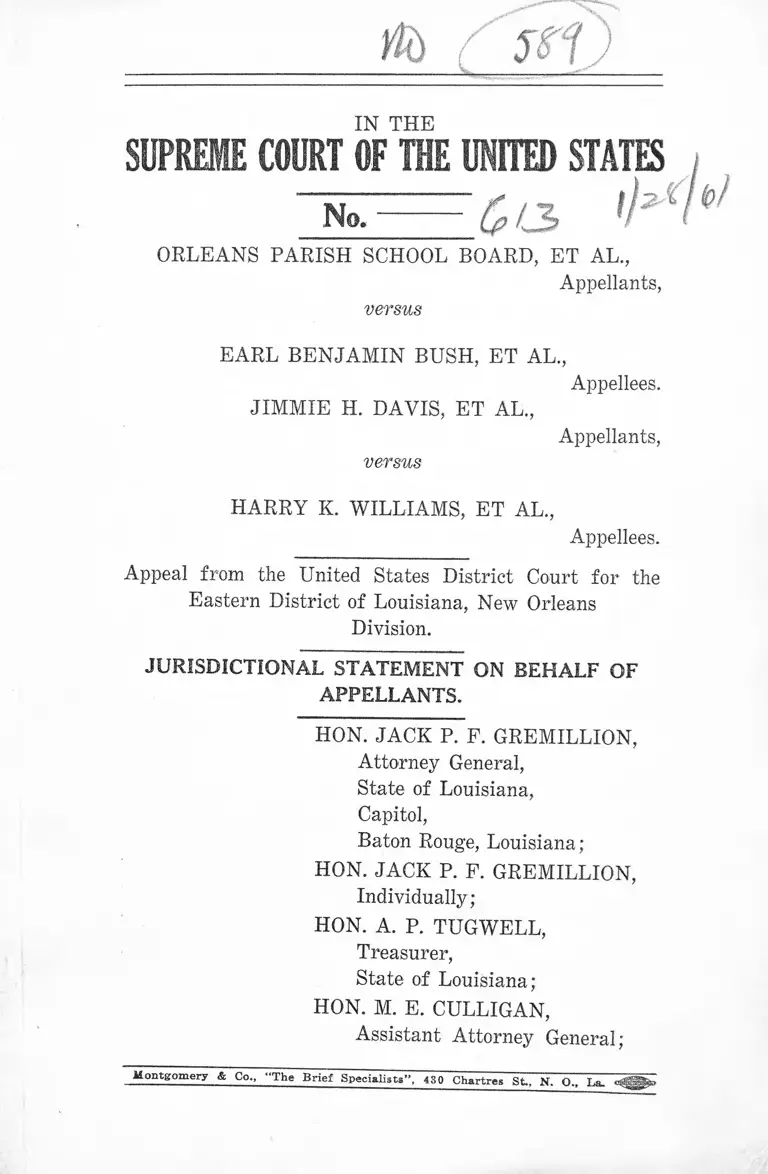 No 589
IN THE
SUPREME COURT OF THE UNITED STATES
No. 613 1/28/61
ORLEANS PARISH SCHOOL BOARD, ET AL.,
Appellants,
versus
EARL BENJAMIN BUSH, ET AL.,
Appellees.
JIMMIE H. DAVIS, ET AL.,
Appellants,
versus
HARRY K. WILLIAMS, ET AL.,
Appellees.
Appeal from the United States District Court for the
Eastern District of Louisiana, New Orleans
Division.
JURISDICTIONAL STATEMENT ON BEHALF OF
APPELLANTS.
HON. JACK P. F. GREMILLION,
Attorney General,
State of Louisiana,
Capitol,
Baton Rouge, Louisiana;
HON. JACK P. F. GREMILLION,
Individually;
HON. A. P. TUGWELL,
Treasurer,
State of Louisiana;
HON. M. E. CULLIGAN,
Assistant Attorney General;
Montgomery & Co., "The Brief Specialists", 430 Chartres St., N. O., La.